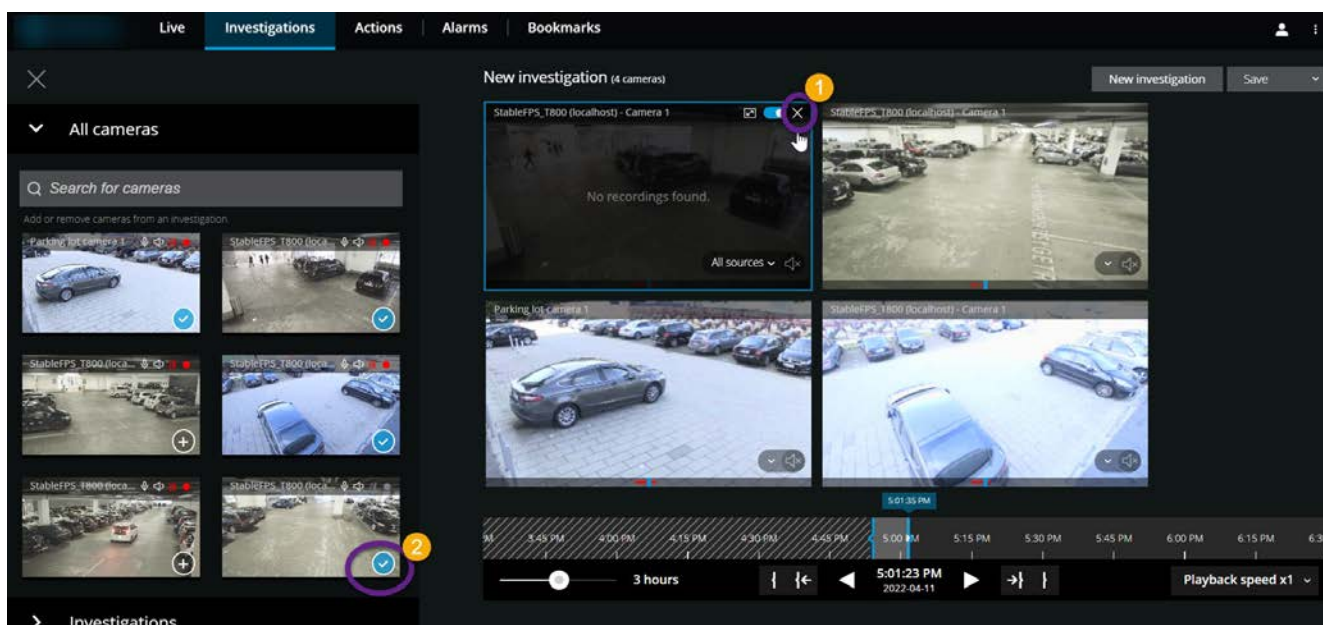 Live Investigations Actions Alarms Bookmarks
New investigation (4 cameras) New investigation Save
1
All cameras
Search for cameras
Add or remove cameras from an investigation.
Parking lot camera 1 StableFPS_T800 (loca...
StableFPS_T800 (loca... StableFPS_T800 (loca...
StableFPS_T800 (loca... StableFPS_T800 (loca...
2
Investigations
StableFPS_T800 (localhost) - Camera 1 StableFPS_T800 (localhost) - Camera 1
No recordings found.
All sources
Parking lot camera 1 StableFPS_T800 (localhost) - Camera 1
5:01:35 PM
3:45 PM 4:00 PM 4:15 PM 4:30 PM 4:45 PM 5:00 PM 5:15 PM 5:30 PM 5:45 PM 6:00 PM 6:15 PM
3 hours 5:01:23 PM Playback speed x1
2022-04-11